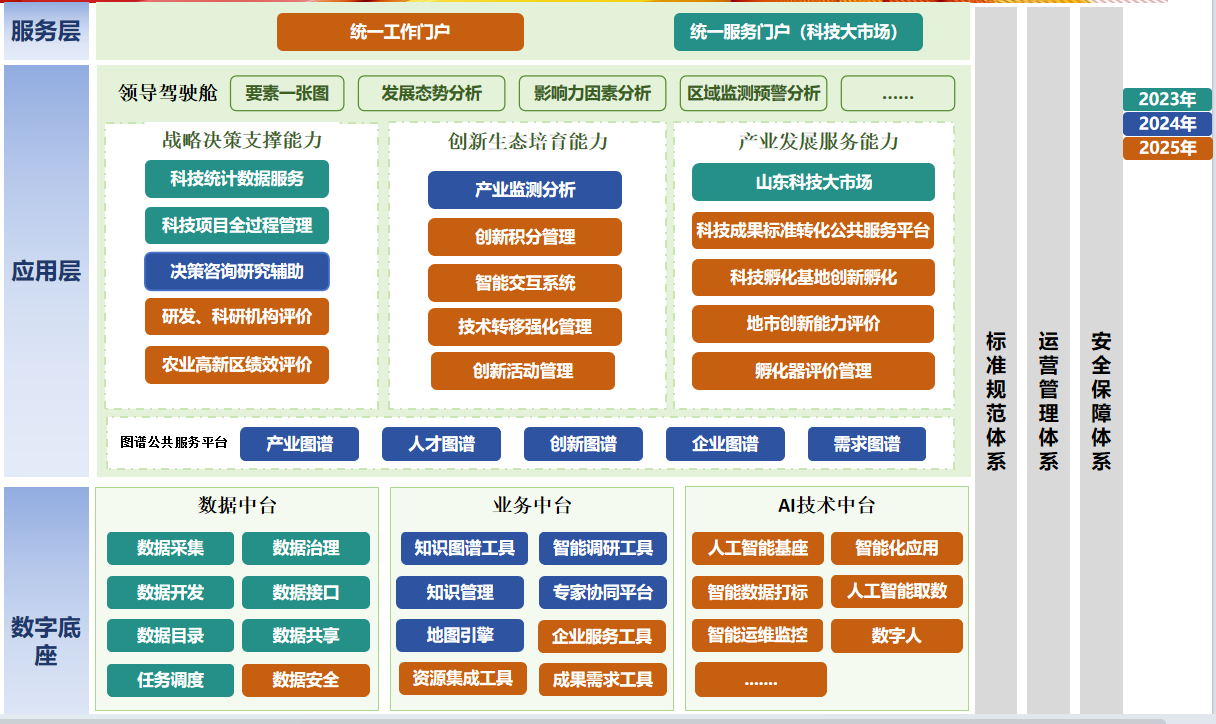 服务层
统一工作门户
统一服务门户（科技大市场）
应用层
领导驾驶舱
要素一张图
发展态势分析
影响力因素分析
区域监测预警分析
......
2023年
2024年
2025年
战略决策支撑能力
科技统计数据服务
科技项目全过程管理
决策咨询研究辅助
研发、科研机构评价
农业高新区绩效评价
创新生态培育能力
产业监测分析
创新积分管理
智能交互系统
技术转移强化管理
创新活动管理
产业发展服务能力
山东科技大市场
科技成果标准转化公共服务平台
科技孵化基地创新孵化
地市创新能力评价
孵化器评价管理
图谱公共服务平台
产业图谱
人才图谱
创新图谱
企业图谱
需求图谱
数字底
座
数据中台
数据采集
数据治理
数据开发
数据接口
数据目录
数据共享
任务调度
数据安全
业务中台
知识图谱工具
智能调研工具
知识管理
专家协同平台
地图引擎
企业服务工具
资源集成工具
成果需求工具
AI技术中台
人工智能基座
智能化应用
智能数据打标
人工智能取数
智能运维监控
数字人
.......
标准规范体系
运营管理体系
安全保障体系